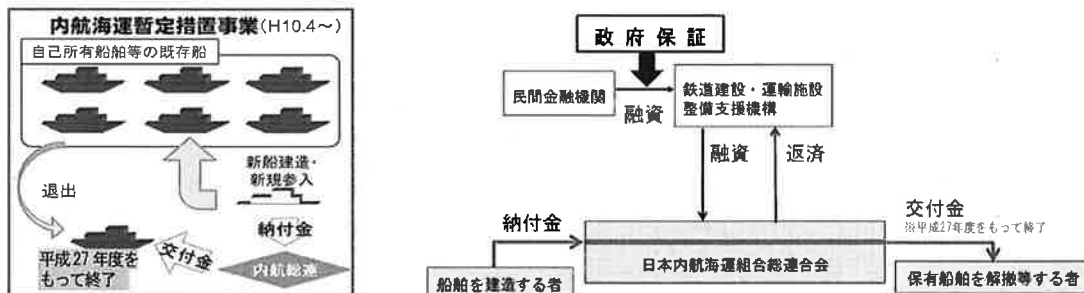 内航海運暫定措置事業(H10.4～)
自己所有船舶等の既存船
新船建造・
新規参入
退出
納付金
交付金
平成27年度を
もって終了
内航総連
政府保証
民間金融機関
融資
鉄道建設・運輸施設
整備支援機構
融資
返済
納付金
交付金
※平成27年度をもって終了
日本内航海運組合総連合会
船舶を建造する者
保有船舶を解撤等する者